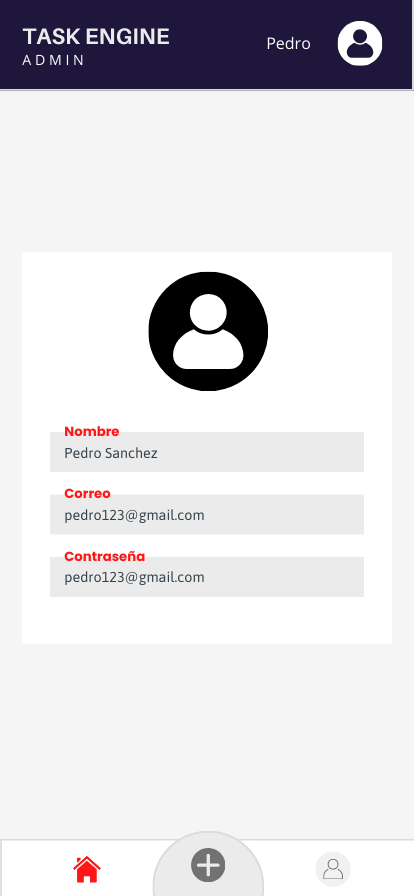 TASK ENGINE
ADMIN
Pedro
Nombre
Pedro Sanchez
Correo
pedro123@gmail.com
Contraseña
pedro123@gmail.com